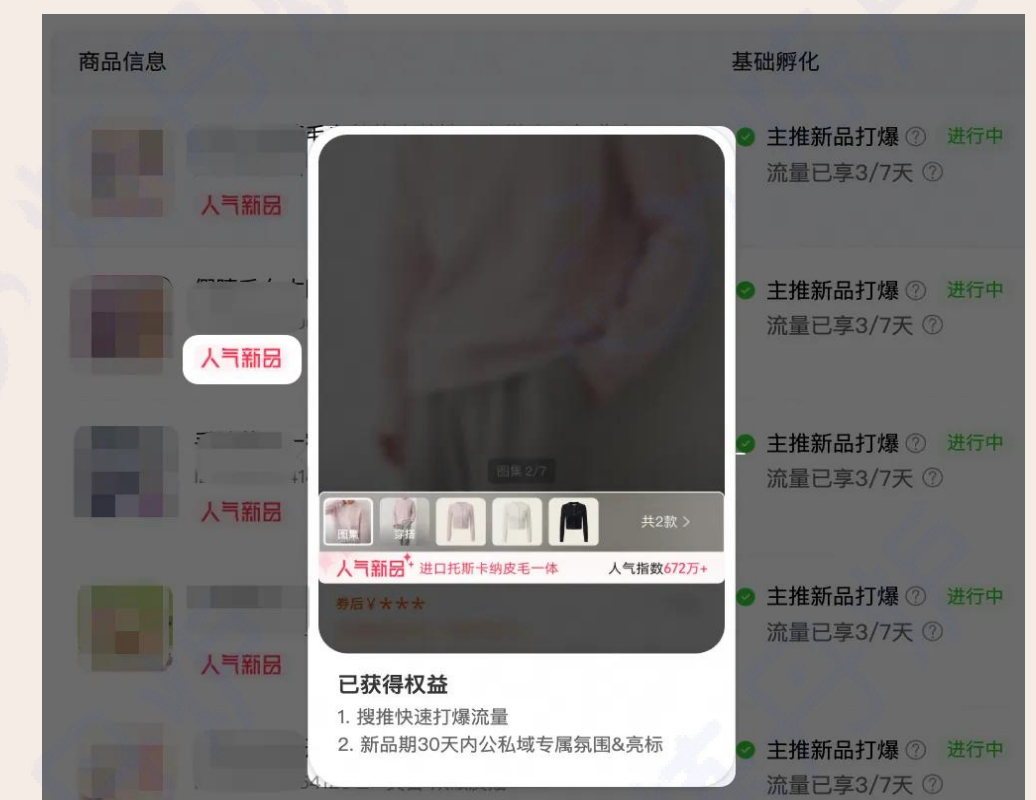 商品信息
基础孵化
主推新品打爆 ? 进行中
流量已享3/7天 ?
人气新品
主推新品打爆 ? 进行中
流量已享3/7天 ?
人气新品
主推新品打爆 ? 进行中
流量已享3/7天 ?
人气新品
图集 2/7
图集
穿搭
共2款 >
人气新品 进口托斯卡纳皮毛一体 人气指数672万+
券后¥***
主推新品打爆 ? 进行中
流量已享3/7天 ?
人气新品
已获得权益
1. 搜推快速打爆流量
2. 新品期30天内公私域专属氛围&亮标
主推新品打爆 ? 进行中
流量已享3/7天 ?